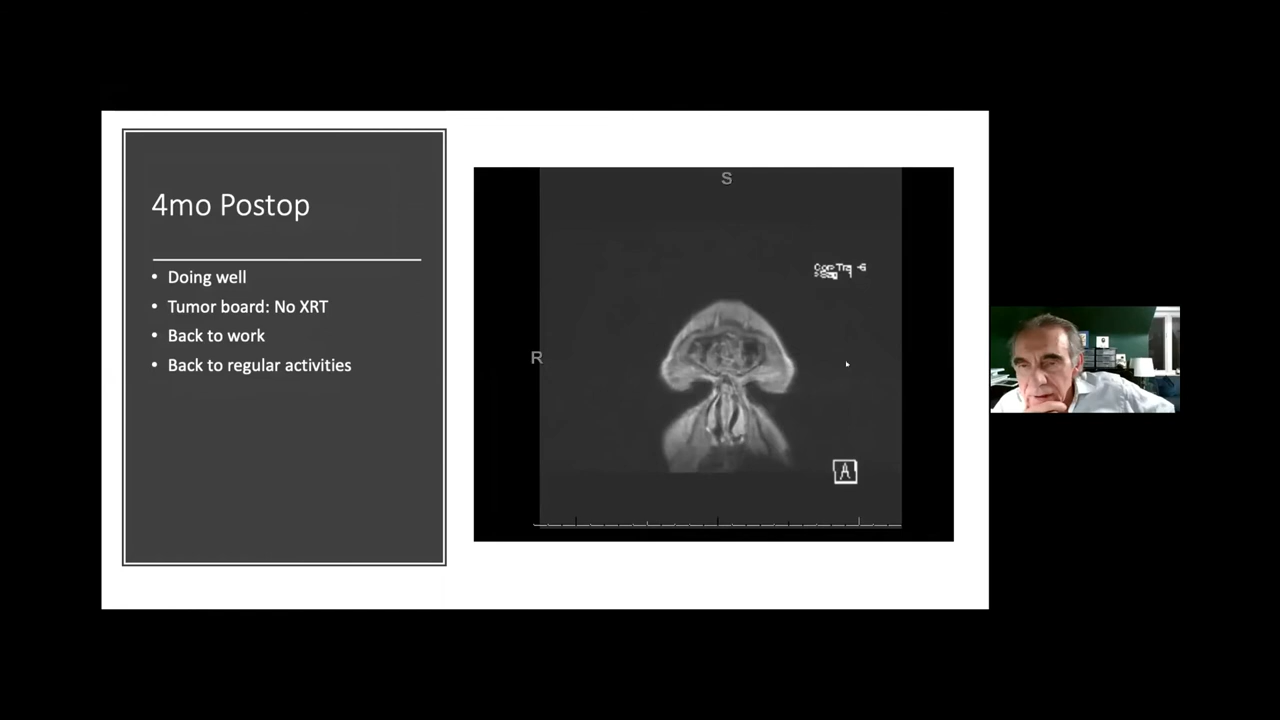 4mo Postop
• Doing well
• Tumor board: No XRT
• Back to work
• Back to regular activities
S
R
A